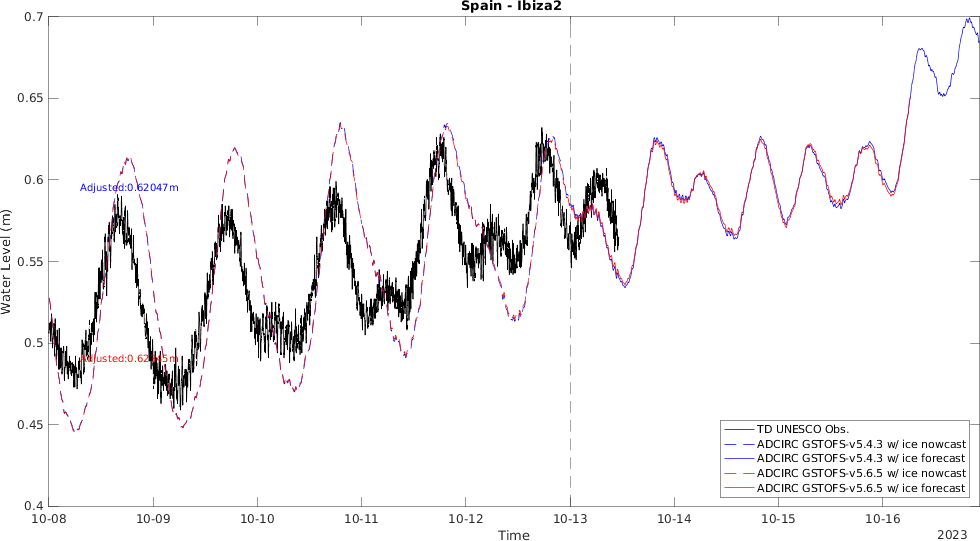 Spain - Ibiza2
0.7
0.65
0.6
0.55
0.5
0.45
0.4
Water Level (m)
Adjusted:0.62047m
10-08
10-09
10-10
10-11
10-12
10-13
10-14
10-15
10-16
Time
2023
TD UNESCO Obs.
ADCIRC GSTOFS-v5.4.3 w/ ice nowcast
ADCIRC GSTOFS-v5.4.3 w/ ice forecast
ADCIRC GSTOFS-v5.6.5 w/ ice nowcast
ADCIRC GSTOFS-v5.6.5 w/ ice forecast